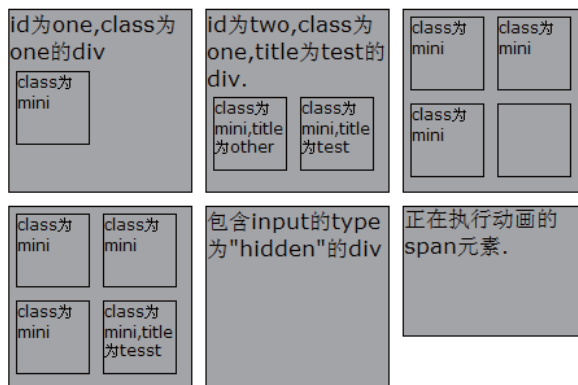 id为one,class为
one的div
class为
mini
id为two,class为
one,title为test的
div.
class为
mini,title
为other
class为
mini,title
为test
class为
mini
class为
mini
class为
mini
class为
mini
class为
mini
class为
mini
class为
mini,title
为tesst
包含input的type
为"hidden"的div
正在执行动画的
span元素.